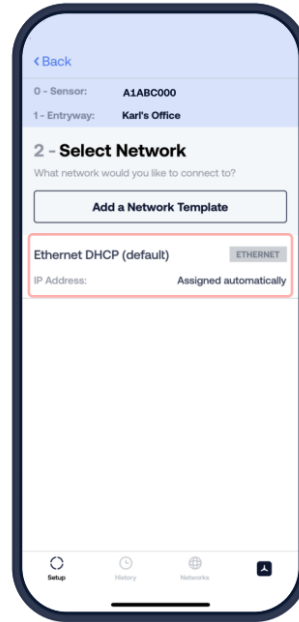 Back
0 - Sensor: A1ABC000
1 - Entryway: Karl's Office
2 - Select Network
What network would you like to connect to?
Add a Network Template
Ethernet DHCP (default) ETHERNET
IP Address: Assigned automatically
Setup History Networks